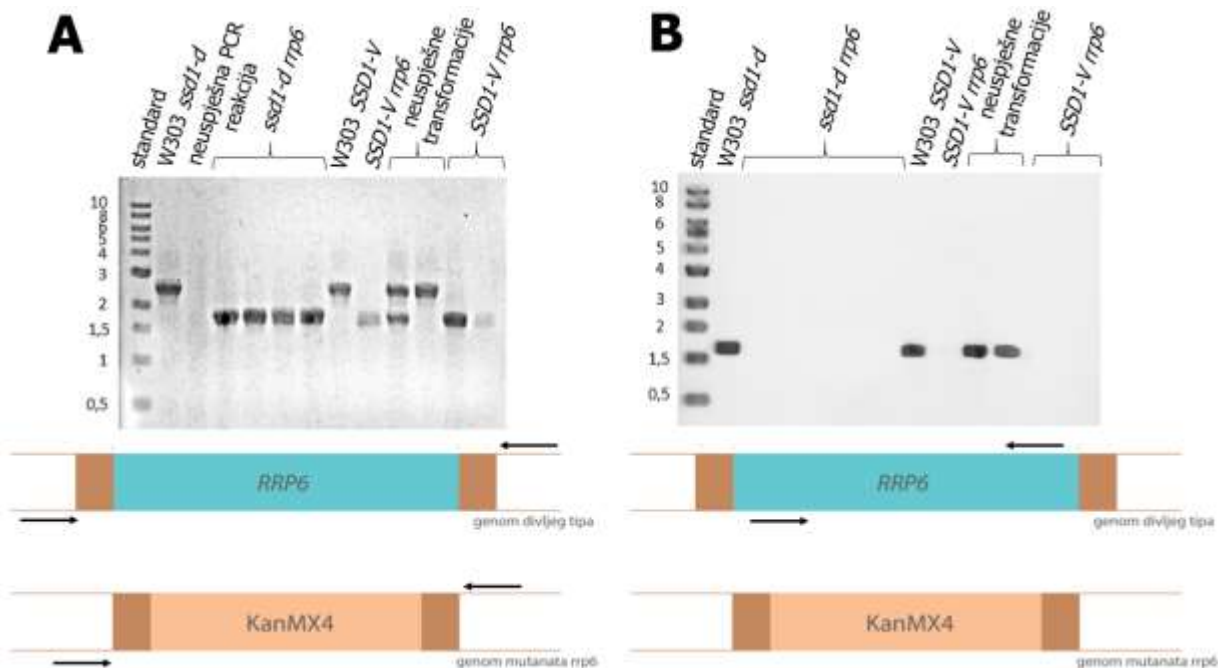 A
standard
W303 ssd1-d
neuspješna PCR
reakcija
ssd1-d rrp6
W303 SSD1-V
SSD1-V rrp6
neuspješne
transformacije
SSD1-V rrp6
10
8
6
5
4
3
2
1,5
1
0,5
RRP6
genom divljeg tipa
KanMX4
genom mutanata rrp6
B
standard
W303 ssd1-d
ssd1-d rrp6
W303 SSD1-V
SSD1-V rrp6
neuspješne
transformacije
SSD1-V rrp6
10
8
6
5
4
3
2
1,5
0,5
RRP6
genom divljeg tipa
KanMX4
genom mutanata rrp6